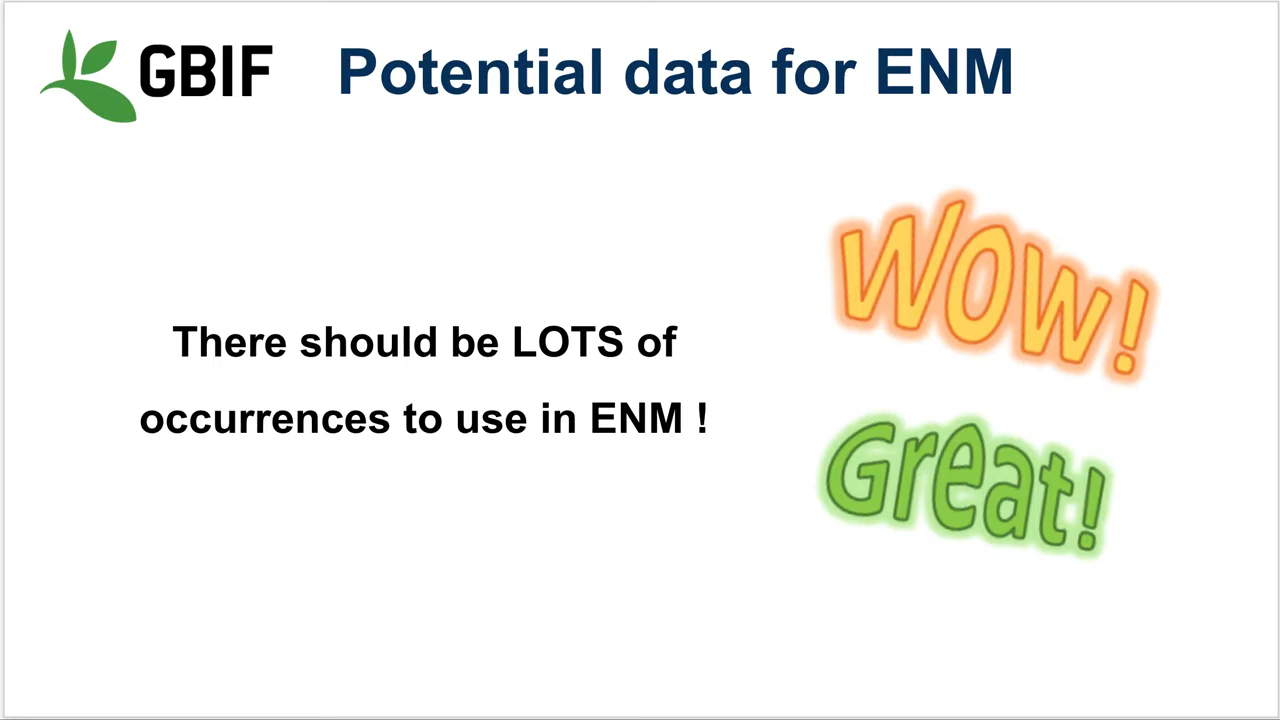 GBIF Potential data for ENM
Wow!
There should be LOTS of
occurrences to use in ENM !
Great!